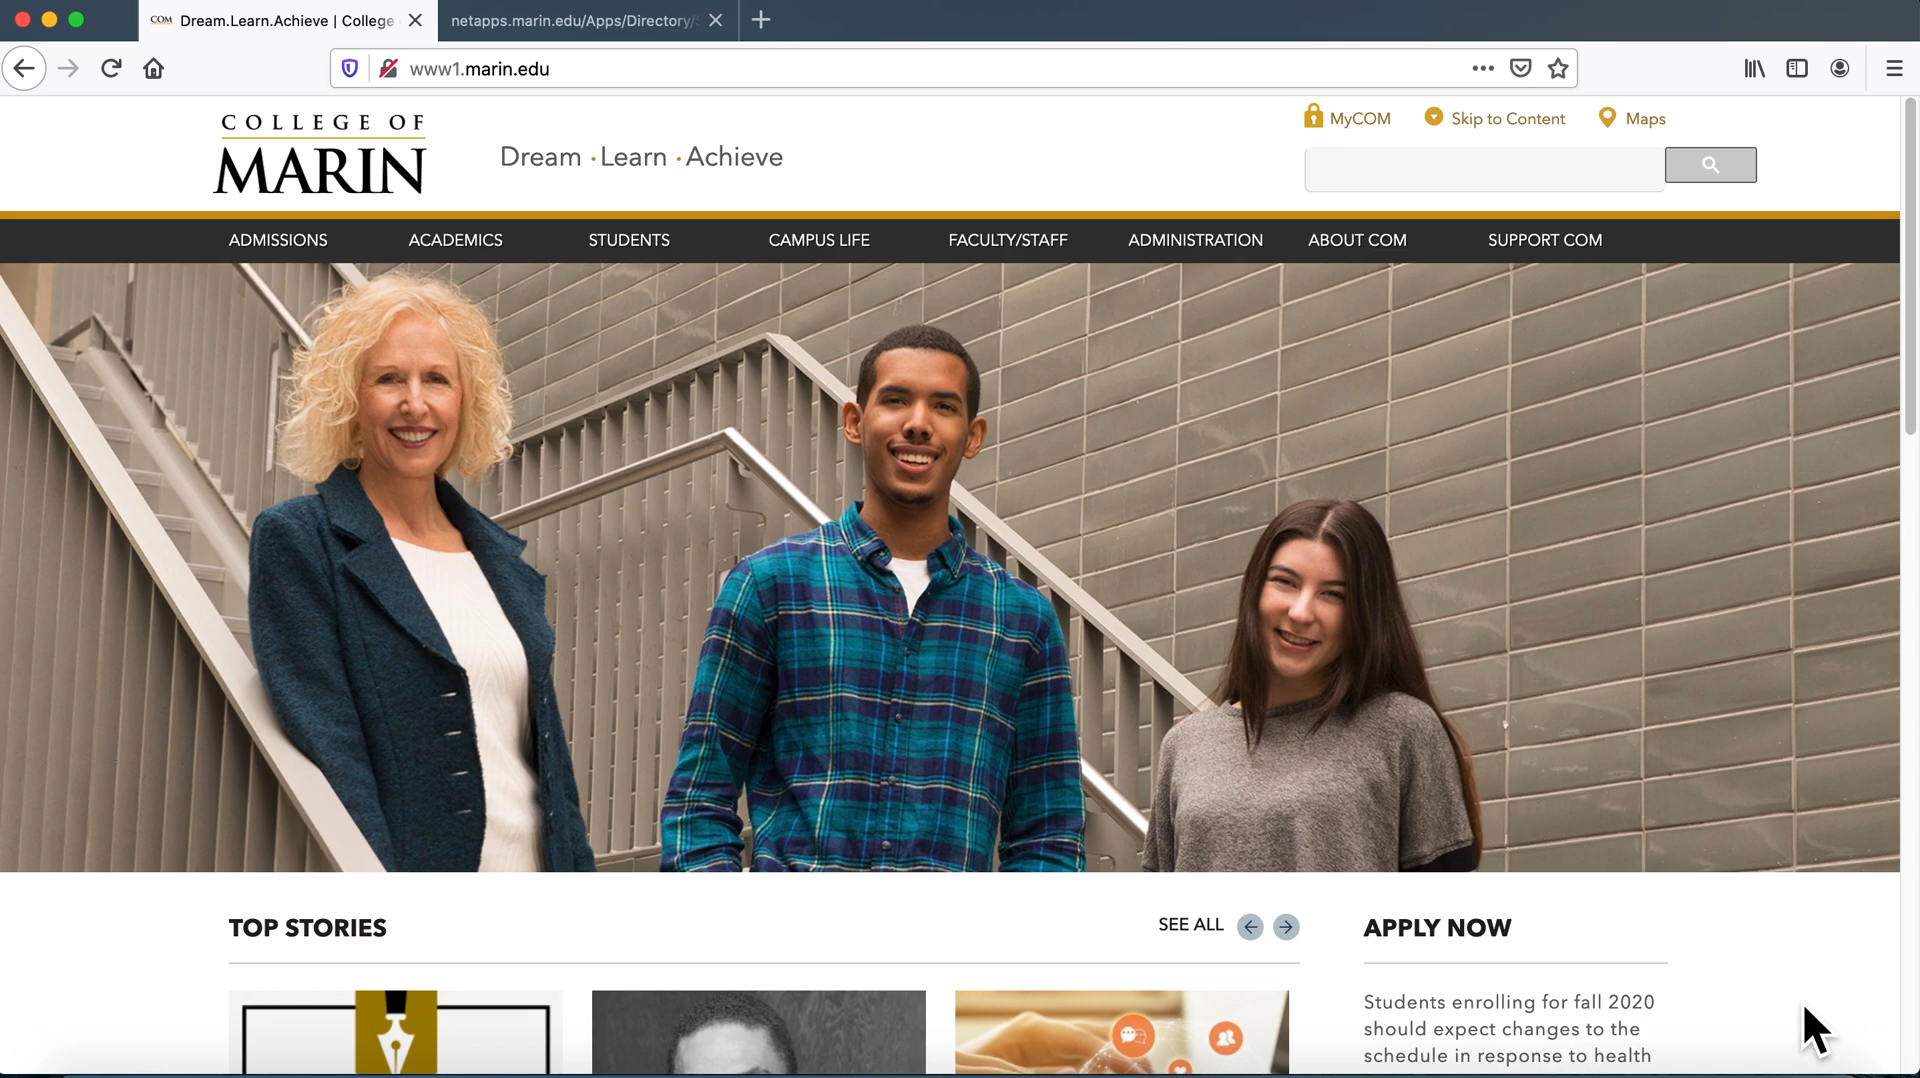 COM Dream.Learn.Achieve | College
netapps.marin.edu/Apps/Directory/
www1.marin.edu
COLLEGE OF
MARIN
Dream · Learn · Achieve
MyCOM Skip to Content Maps
ADMISSIONS ACADEMICS STUDENTS CAMPUS LIFE FACULTY/STAFF ADMINISTRATION ABOUT COM SUPPORT COM
TOP STORIES
SEE ALL
APPLY NOW
Students enrolling for fall 2020
should expect changes to the
schedule in response to health